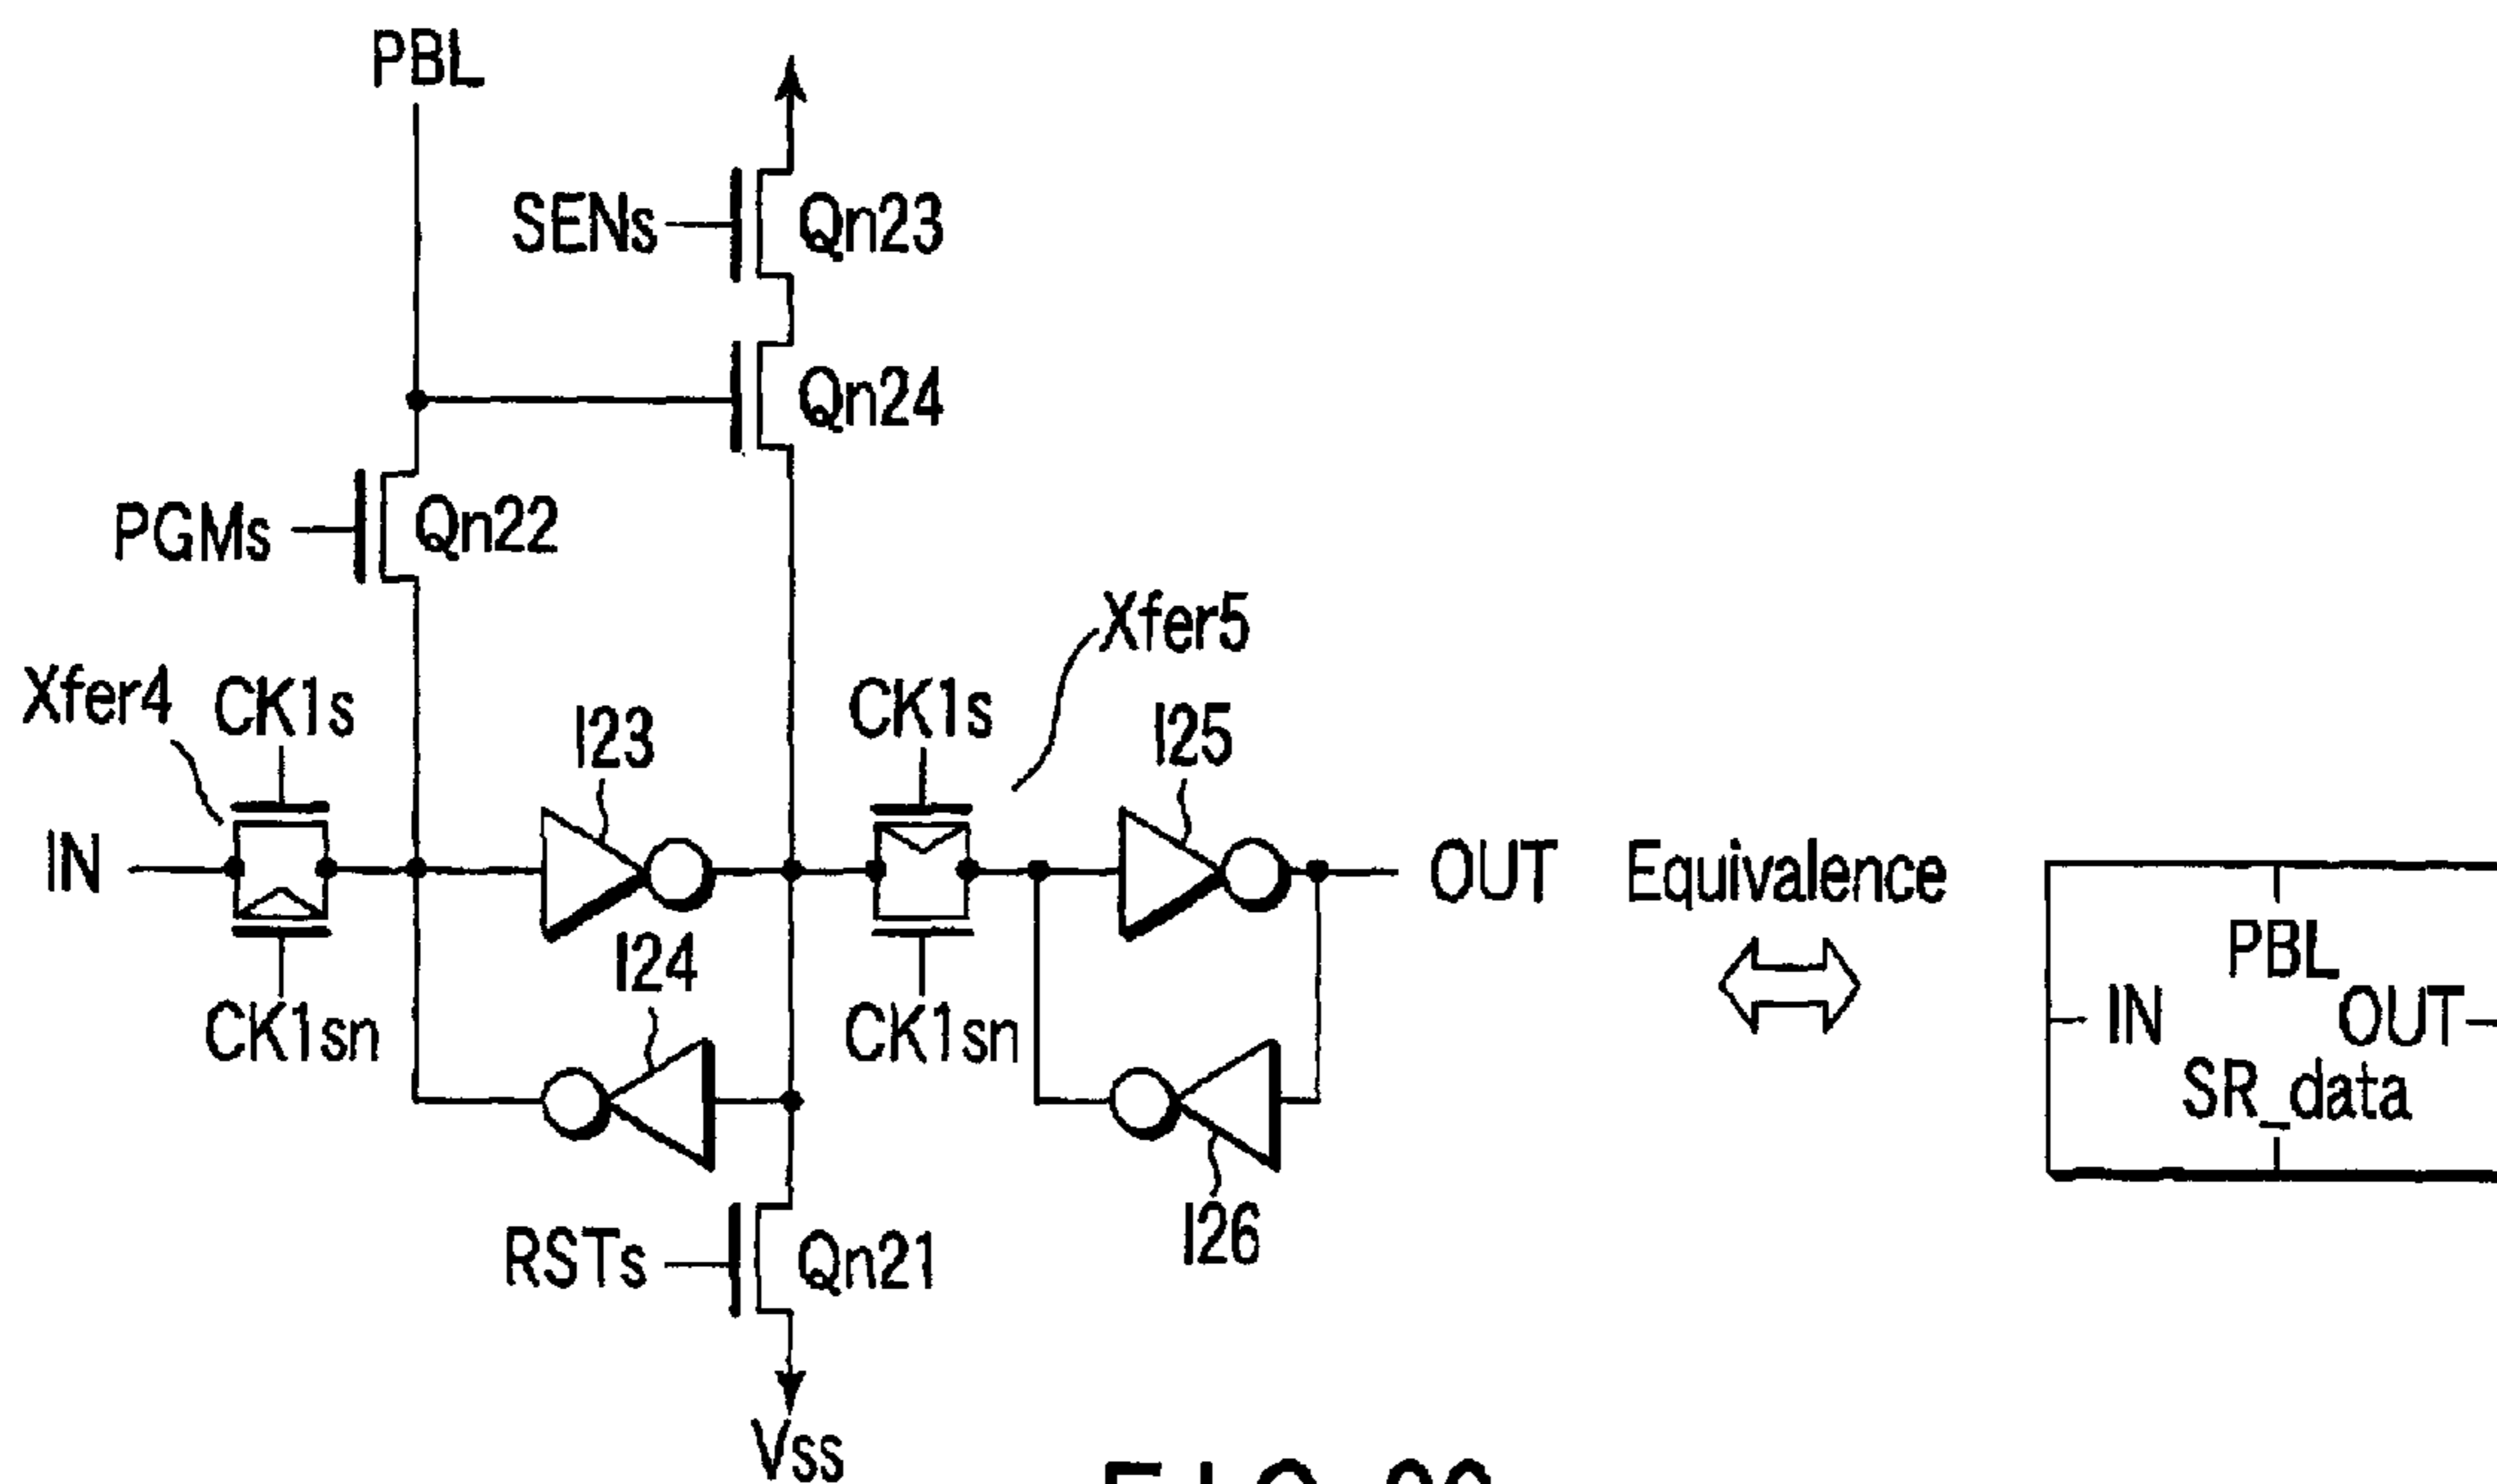 PBL
SENs
Qn23
Qn24
PGMs
Qn22
Xfer5
Xfer4
CK1s
CK1s
I23
I25
IN
OUT
Equivalence
I24
CK1sn
CK1sn
PBL
IN
OUT
SR_data
I26
RSTs
Qn21
Vss